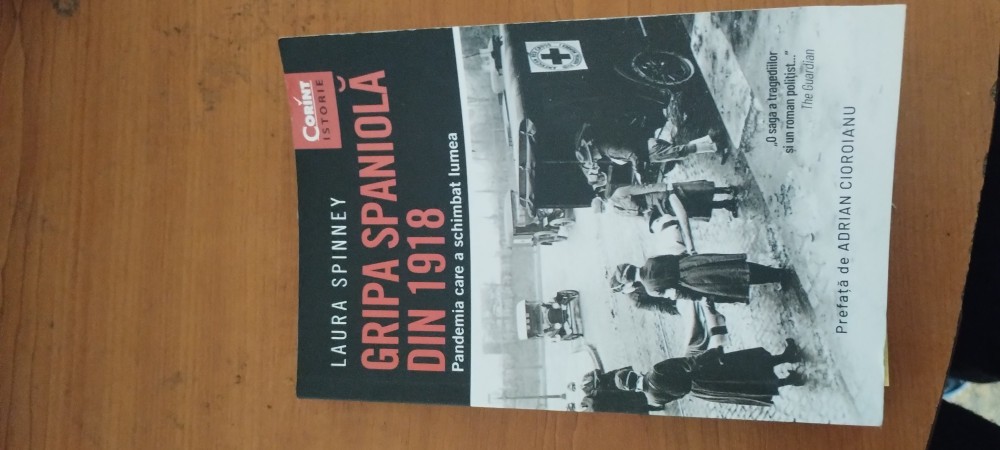 Corint
ISTORIE
LAURA SPINNEY
GRIPA SPANIOLĂ
DIN 1918
Pandemia care a schimbat lumea
„O saga a tragediilor
și un roman polițist...”
The Guardian
Prefață de ADRIAN CIOROIANU